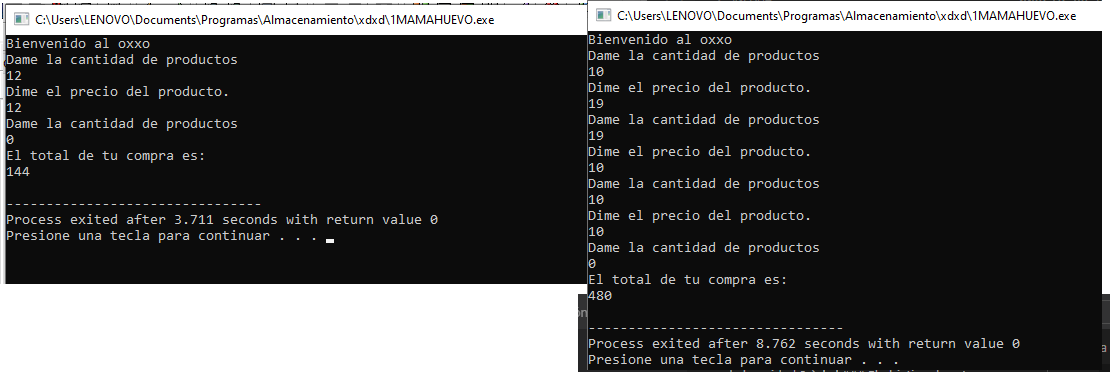 C:\Users\LENOVO\Documents\Programas\Almacenamiento\xdxd\1MAMAHUEVO.exe
Bienvenido al oxxo
Dame la cantidad de productos
12
Dime el precio del producto.
12
Dame la cantidad de productos
0
El total de tu compra es:
144
--------------------------------
Process exited after 3.711 seconds with return value 0
Presione una tecla para continuar . . .
C:\Users\LENOVO\Documents\Programas\Almacenamiento\xdxd\1MAMAHUEVO.exe
Bienvenido al oxxo
Dame la cantidad de productos
10
Dime el precio del producto.
19
Dame la cantidad de productos
19
Dime el precio del producto.
10
Dame la cantidad de productos
10
Dime el precio del producto.
10
Dame la cantidad de productos
0
El total de tu compra es:
480
--------------------------------
Process exited after 8.762 seconds with return value 0
Presione una tecla para continuar . . .